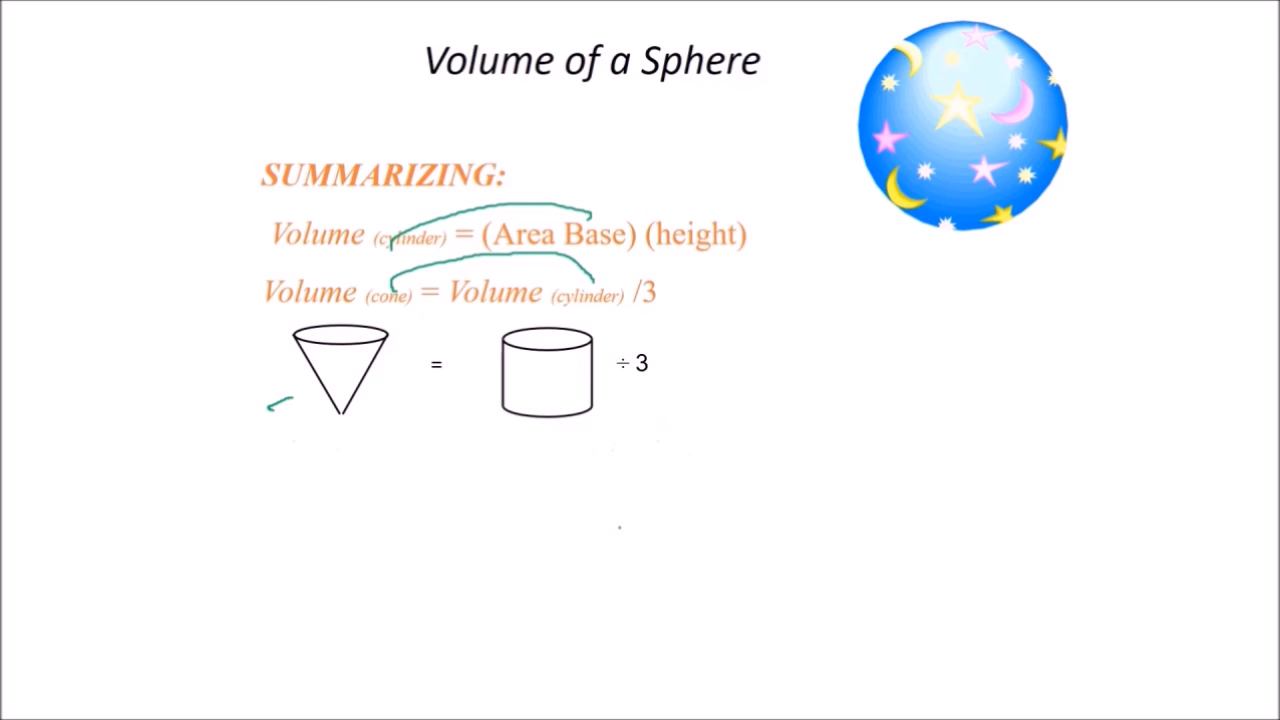 Volume of a Sphere
SUMMARIZING:
Volume (cylinder) = (Area Base) (height)
Volume (cone) = Volume (cylinder) /3
= ÷ 3